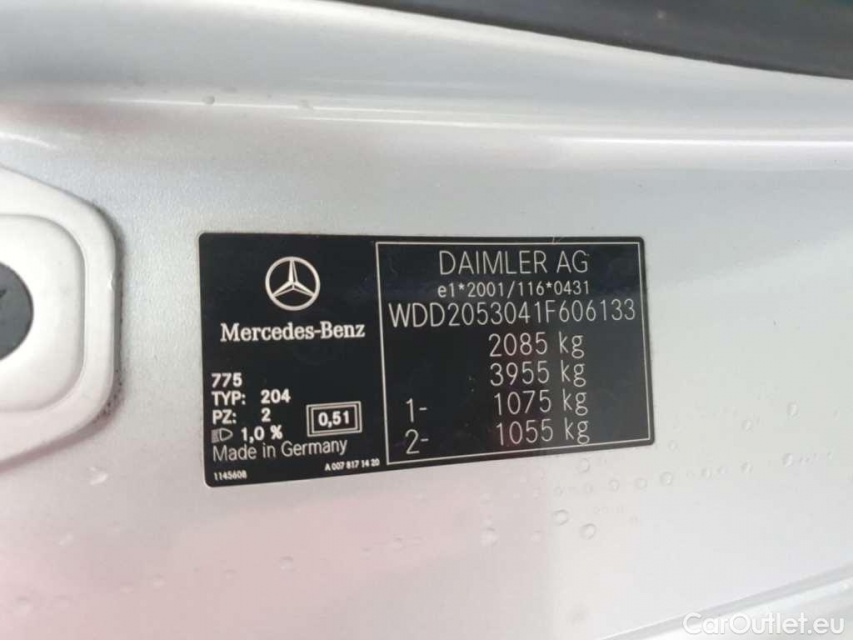 Mercedes-Benz
775
TYP: 204
PZ: 2
1,0 %
0,51
Made in Germany
1145608
A 007 817 14 20
DAIMLER AG
e1*2001/116*0431
WDD2053041F606133
2085 kg
3955 kg
1- 1075 kg
2- 1055 kg
CarOutlet.eu